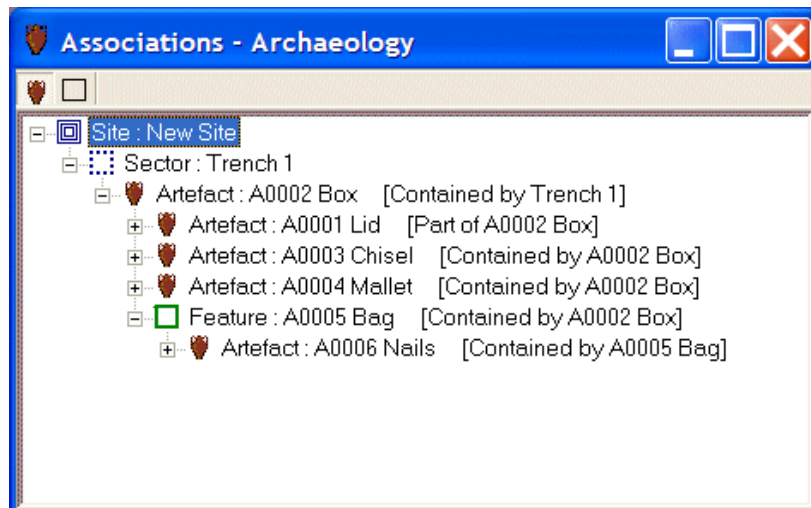 Associations - Archaeology
Site : New Site
Sector : Trench 1
Artefact : A0002 Box [Contained by Trench 1]
Artefact : A0001 Lid [Part of A0002 Box]
Artefact : A0003 Chisel [Contained by A0002 Box]
Artefact : A0004 Mallet [Contained by A0002 Box]
Feature : A0005 Bag [Contained by A0002 Box]
Artefact : A0006 Nails [Contained by A0005 Bag]